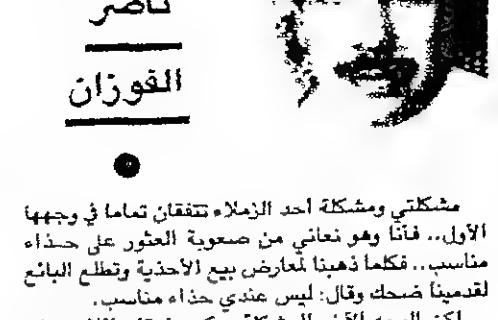 ناصر
الفوزان
مشكلتي ومشكلة أحد الزملاء تتفقان تماما في وجهها
الأول.. فأنا وهو نعاني من صعوبة العثور على حذاء
مناسب.. فكلما ذهبنا لمعارض بيع الأحذية وتطلع البائع
لقدمينا ضحك وقال: ليس عندي حذاء مناسب.